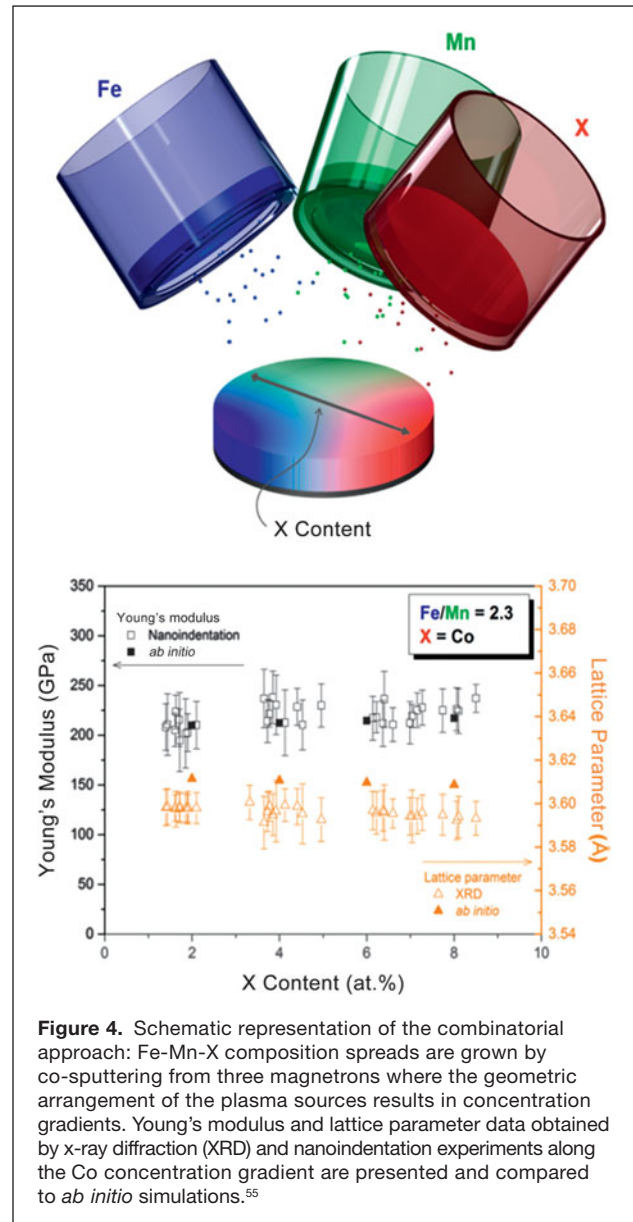 Fe
Mn
X
X Content
350
300
250
200
150
100
50
0
Young's Modulus (GPa)
Young's modulus
Nanoindentation
ab initio
Fe/Mn = 2.3
X = Co
Lattice parameter
XRD
ab initio
3.70
3.66
3.64
3.60
3.59
3.56
3.54
Lattice Parameter (Å)
0
2
4
6
8
10
X Content (at.%)
Figure 4. Schematic representation of the combinatorial
approach: Fe-Mn-X composition spreads are grown by
co-sputtering from three magnetrons where the geometric
arrangement of the plasma sources results in concentration
gradients. Young's modulus and lattice parameter data obtained
by x-ray diffraction (XRD) and nanoindentation experiments along
the Co concentration gradient are presented and compared
to ab initio simulations.55